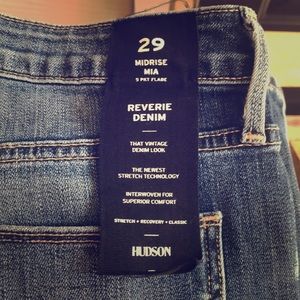 29
MIDRISE
MIA
5 PKT FLARE
REVERIE
DENIM
THAT VINTAGE
DENIM LOOK
THE NEWEST
STRETCH TECHNOLOGY
INTERWOVEN FOR
SUPERIOR COMFORT
STRETCH + RECOVERY + CLASSIC
HUDSON